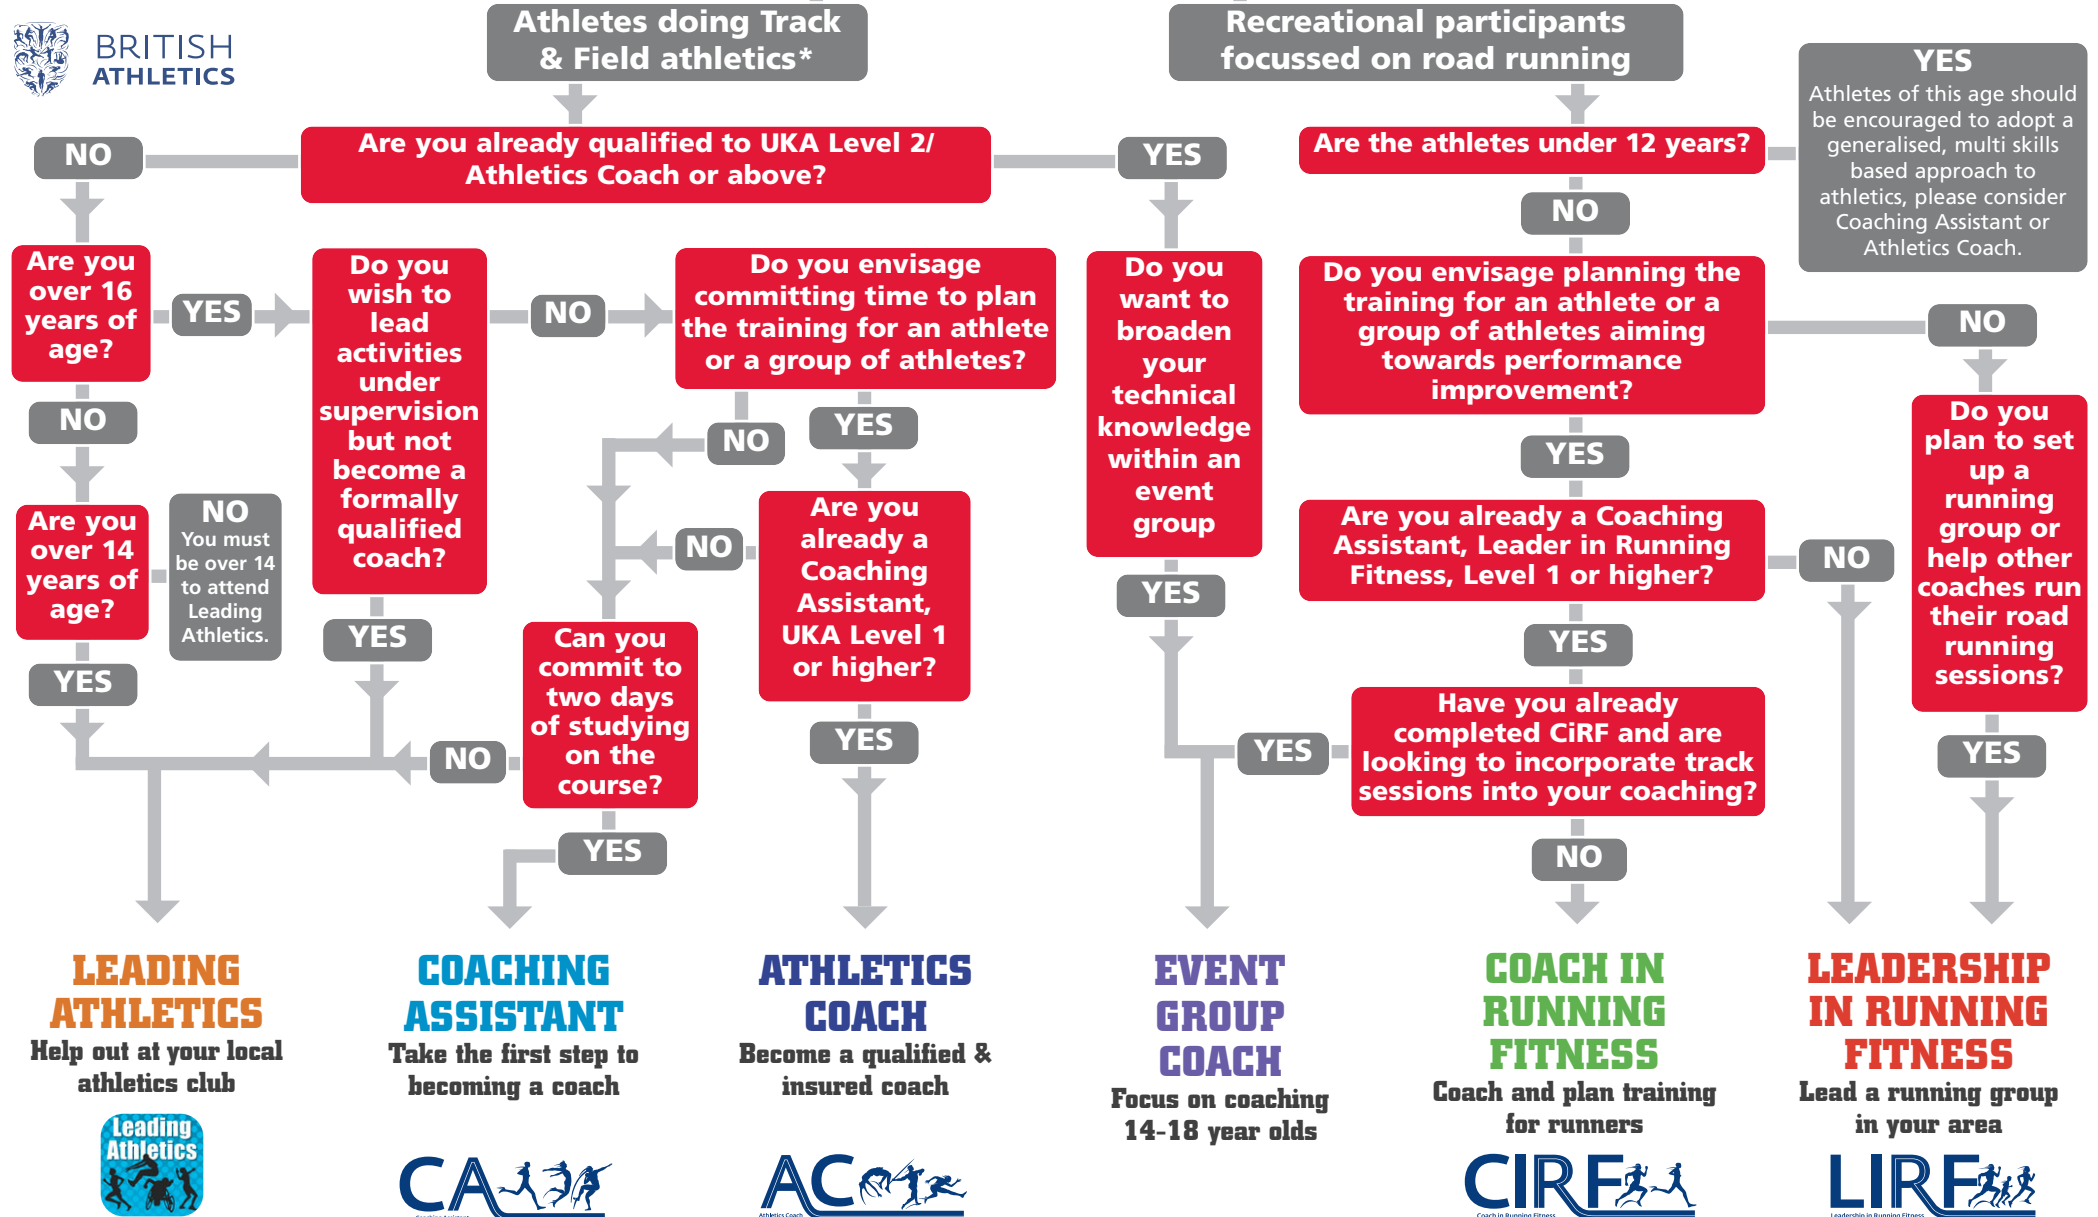 BRITISH
ATHLETICS
Athletes doing Track
& Field athletics*
Recreational participants
focussed on road running
YES
Athletes of this age should
be encouraged to adopt a
generalised, multi skills
based approach to
athletics, please consider
Coaching Assistant or
Athletics Coach.
NO
Are you already qualified to UKA Level 2/
Athletics Coach or above?
YES
Are the athletes under 12 years?
NO
Are you
over 16
years of
age?
YES
Do you
wish to
lead
activities
under
supervision
but not
become a
formally
qualified
coach?
NO
Do you envisage
committing time to plan
the training for an athlete
or a group of athletes?
Do you
want to
broaden
your
technical
knowledge
within an
event
group
Do you envisage planning the
training for an athlete or a
group of athletes aiming
towards performance
improvement?
NO
NO
NO
YES
YES
Do you
plan to set
up a
running
group or
help other
coaches run
their road
running
sessions?
Are you
over 14
years of
age?
NO
You must
be over 14
to attend
Leading
Athletics.
NO
Are you
already a
Coaching
Assistant,
UKA Level 1
or higher?
Are you already a Coaching
Assistant, Leader in Running
Fitness, Level 1 or higher?
NO
YES
YES
YES
YES
Can you
commit to
two days
of studying
on the
course?
Have you already
completed CiRF and are
looking to incorporate track
sessions into your coaching?
NO
YES
YES
YES
YES
NO
LEADING
ATHLETICS
Help out at your local
athletics club
Leading
Athletics
COACHING
ASSISTANT
Take the first step to
becoming a coach
CA
Coaching Assistant
ATHLETICS
COACH
Become a qualified &
insured coach
AC
Athletics Coach
EVENT
GROUP
COACH
Focus on coaching
14-18 year olds
COACH IN
RUNNING
FITNESS
Coach and plan training
for runners
CIRF
Coach in Running Fitness
LEADERSHIP
IN RUNNING
FITNESS
Lead a running group
in your area
LIRF
Leadership in Running Fitness